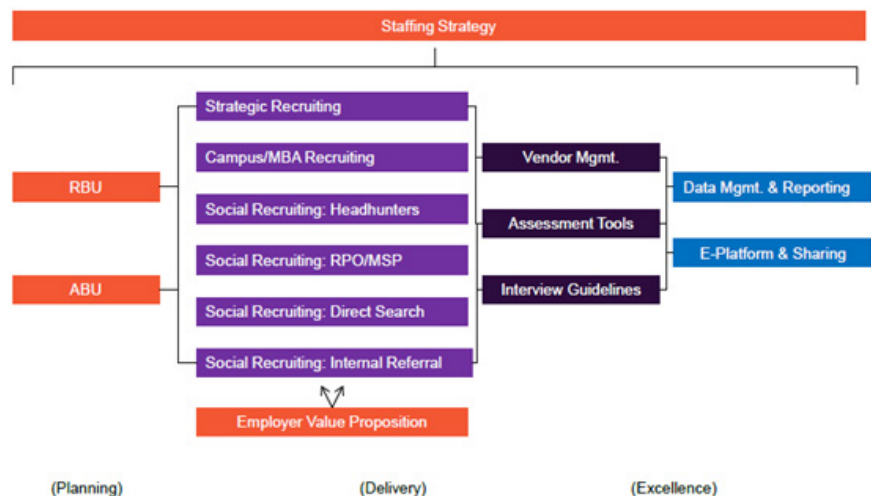 Staffing Strategy
RBU
ABU
Strategic Recruiting
Campus/MBA Recruiting
Social Recruiting: Headhunters
Social Recruiting: RPO/MSP
Social Recruiting: Direct Search
Social Recruiting: Internal Referral
Employer Value Proposition
Vendor Mgmt.
Assessment Tools
Interview Guidelines
Data Mgmt. & Reporting
E-Platform & Sharing
(Planning)
(Delivery)
(Excellence)